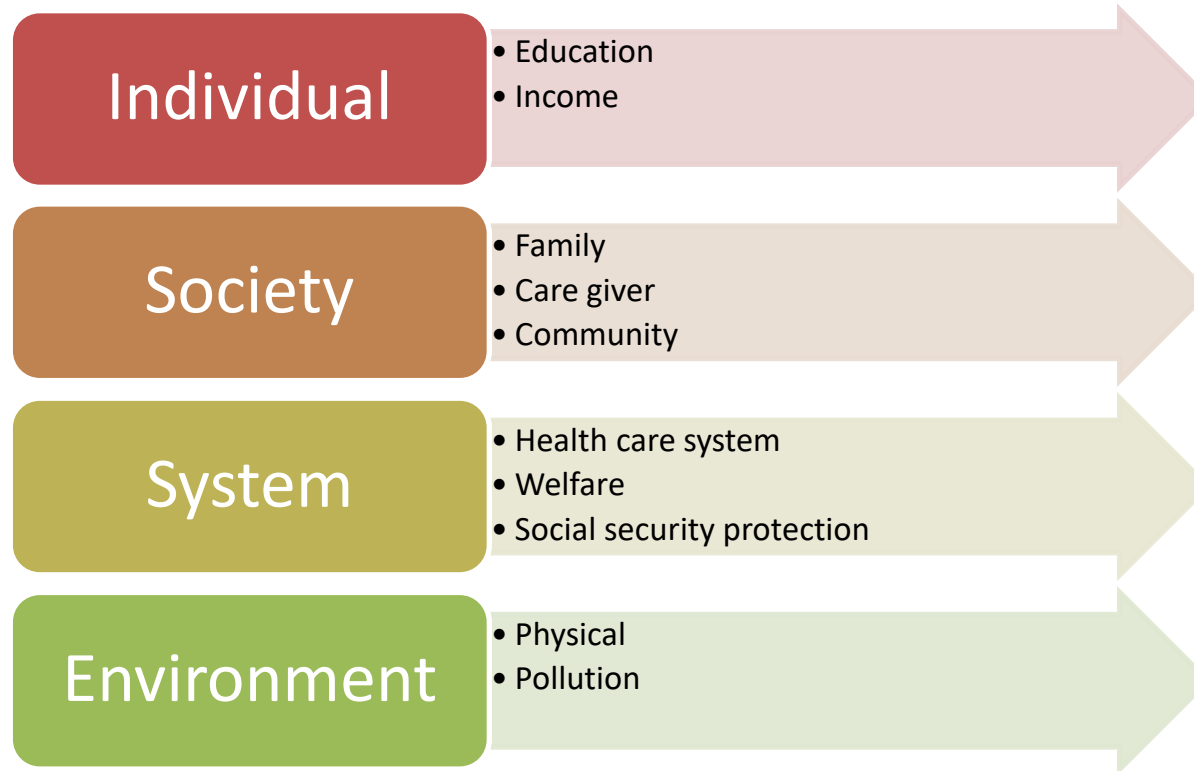 Individual
• Education
• Income
Society
• Family
• Care giver
• Community
System
• Health care system
• Welfare
• Social security protection
Environment
• Physical
• Pollution